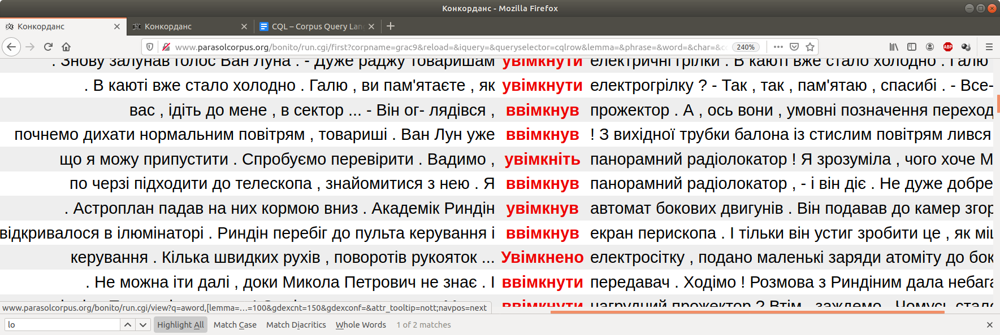 Конкорданс - Mozilla Firefox
Конкорданс Конкорданс CQL – Corpus Query Lan
www.parasolcorpus.org/bonito/run.cgi/first?corpname=grac9&reload=&iquery=&queryselector=cqlrow&lemma=&phrase=&word=&char=&c 240%
. Знову залунав голос Ван Луна . - Дуже раджу товаришам увімкнути електричні грілки . В каюті вже стало холодно . Галю
. В каюті вже стало холодно . Галю , ви пам'ятаєте , як увімкнути електрогрілку ? - Так , так , пам'ятаю , спасибі . - Все-
вас , ідіть до мене , в сектор ... - Він ог- лядівся , ввімкнув прожектор . А , ось вони , умовні позначення переход
почнемо дихати нормальним повітрям , товариші . Ван Лун уже ввімкнув ! З вихідної трубки балона із стислим повітрям лився
що я можу припустити . Спробуємо перевірити . Вадимо , увімкніть панорамний радіолокатор ! Я зрозуміла , чого хоче М
по черзі підходити до телескопа , знайомитися з нею . Я ввімкнув панорамний радіолокатор , - і він діє . Не дуже добре
. Астроплан падав на них кормою вниз . Академік Риндін увімкнув автомат бокових двигунів . Він подавав до камер згор
відкривалося в ілюмінаторі . Риндін перебіг до пульта керування і ввімкнув екран перископа . І тільки він устиг зробити це , як міц
керування . Кілька швидких рухів , поворотів рукояток ... Увімкнено електросітку , подано маленькі заряди атоміту до бок
. Не можна іти далі , доки Микола Петрович не знає . І ввімкнути передавач . Ходімо ! Розмова з Риндіним дала небага
ввімкнути нагрудний прожектор ? Втім , заждемо . Чомусь стало
www.parasolcorpus.org/bonito/run.cgi/view?q=aword,[lemma=…=100&gdexcnt=150&gdexconf=&attr_tooltip=nott;navpos=next
lo Highlight All Match Case Match Diacritics Whole Words 1 of 2 matches